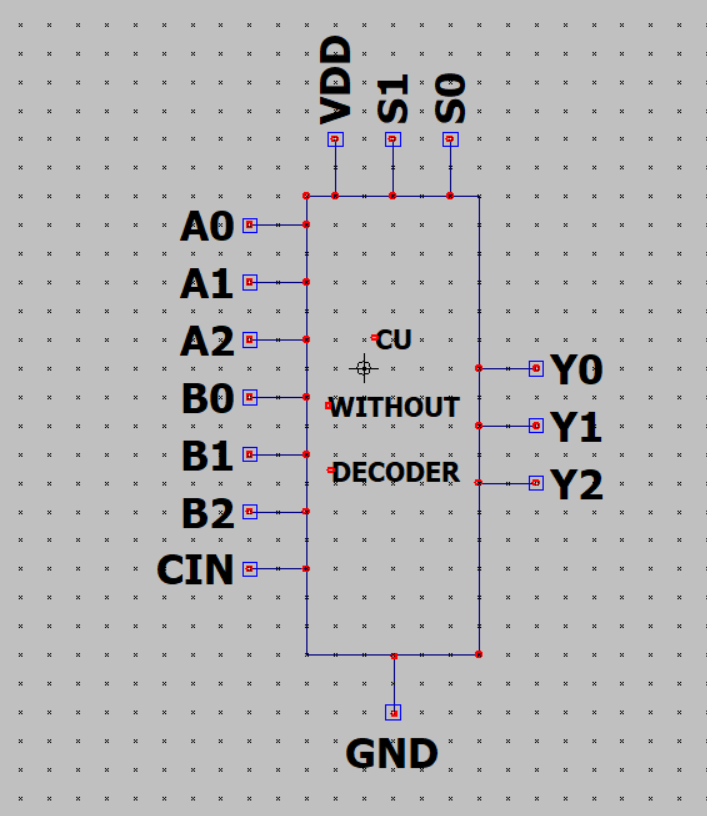 VDD
S1
S0
A0
A1
A2
B0
B1
B2
CIN
CU
WITHOUT
DECODER
Y0
Y1
Y2
GND